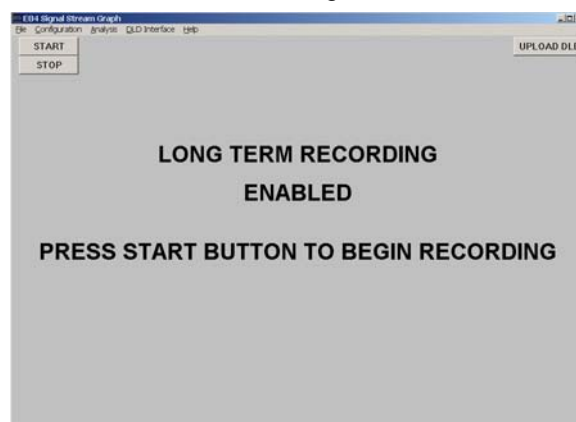 EB4 Signal Stream Graph
File Configuration Analysis DLD Interface Help
START
UPLOAD DLD
STOP
LONG TERM RECORDING
ENABLED
PRESS START BUTTON TO BEGIN RECORDING